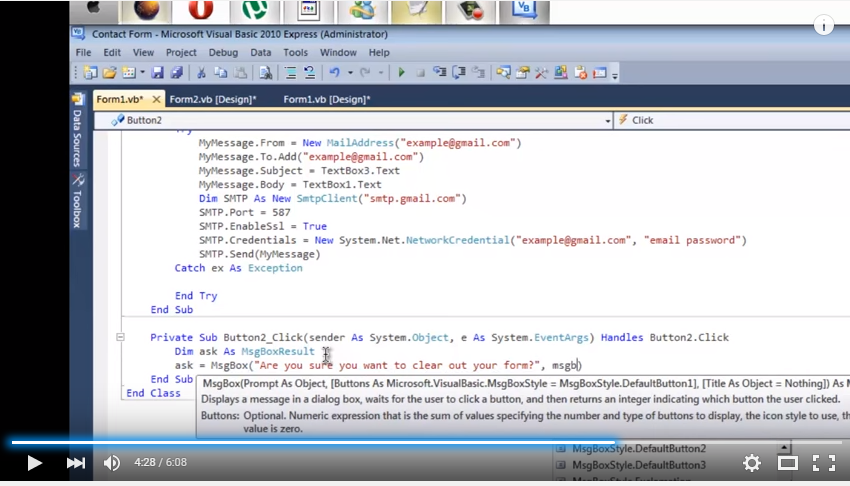 VB
i
Contact Form - Microsoft Visual Basic 2010 Express (Administrator)
File Edit View Project Debug Data Tools Window Help
Form1.vb* Form2.vb [Design]* Form1.vb [Design]*
Button2 Click
Data Sources
Toolbox
Try
MyMessage.From = New MailAddress("example@gmail.com")
MyMessage.To.Add("example@gmail.com")
MyMessage.Subject = TextBox3.Text
MyMessage.Body = TextBox1.Text
Dim SMTP As New SmtpClient("smtp.gmail.com")
SMTP.Port = 587
SMTP.EnableSsl = True
SMTP.Credentials = New System.Net.NetworkCredential("example@gmail.com", "email password")
SMTP.Send(MyMessage)
Catch ex As Exception
End Try
End Sub
Private Sub Button2_Click(sender As System.Object, e As System.EventArgs) Handles Button2.Click
Dim ask As MsgBoxResult
ask = MsgBox("Are you sure you want to clear out your form?", msgb)
End Sub
End Class
MsgBox(Prompt As Object, [Buttons As Microsoft.VisualBasic.MsgBoxStyle = MsgBoxStyle.DefaultButton1], [Title As Object = Nothing]) As M
Displays a message in a dialog box, waits for the user to click a button, and then returns an integer indicating which button the user clicked.
Buttons: Optional. Numeric expression that is the sum of values specifying the number and type of buttons to display, the icon style to use, th
value is zero.
MsgBoxStyle.DefaultButton2
MsgBoxStyle.DefaultButton3
4:28 / 6:08